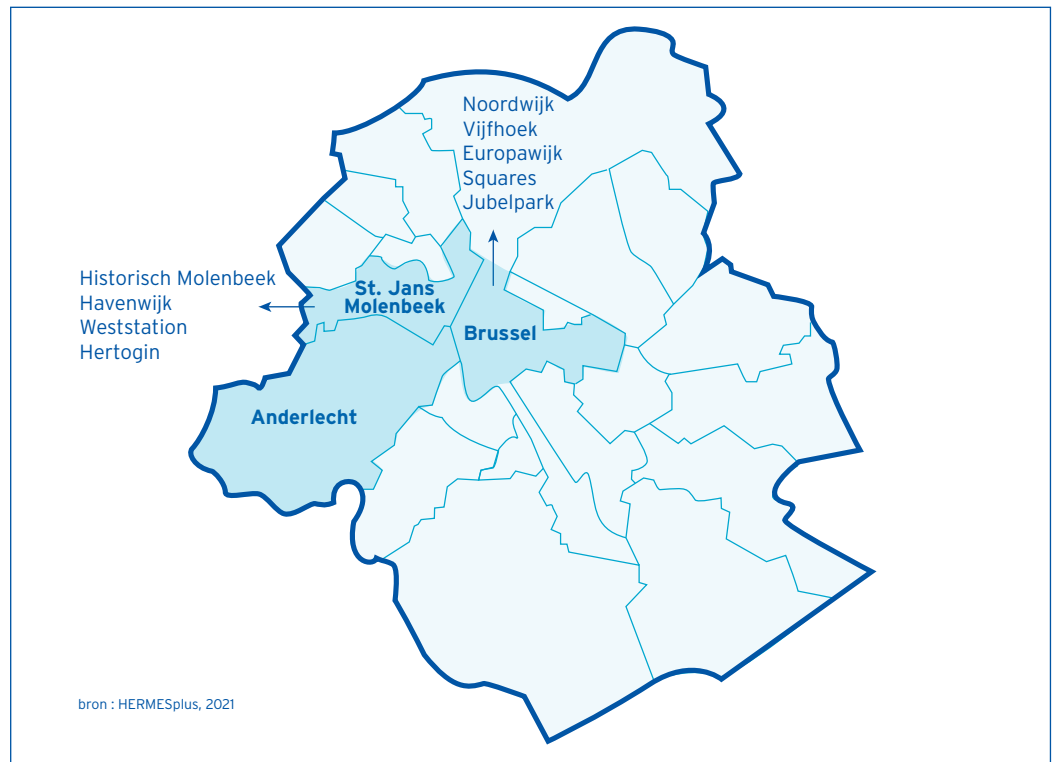 Noordwijk
Vijfhoek
Europawijk
Squares
Jubelpark
Historisch Molenbeek
Havenwijk
Weststation
Hertogin
St. Jans
Molenbeek
Brussel
Anderlecht
bron : HERMESplus, 2021